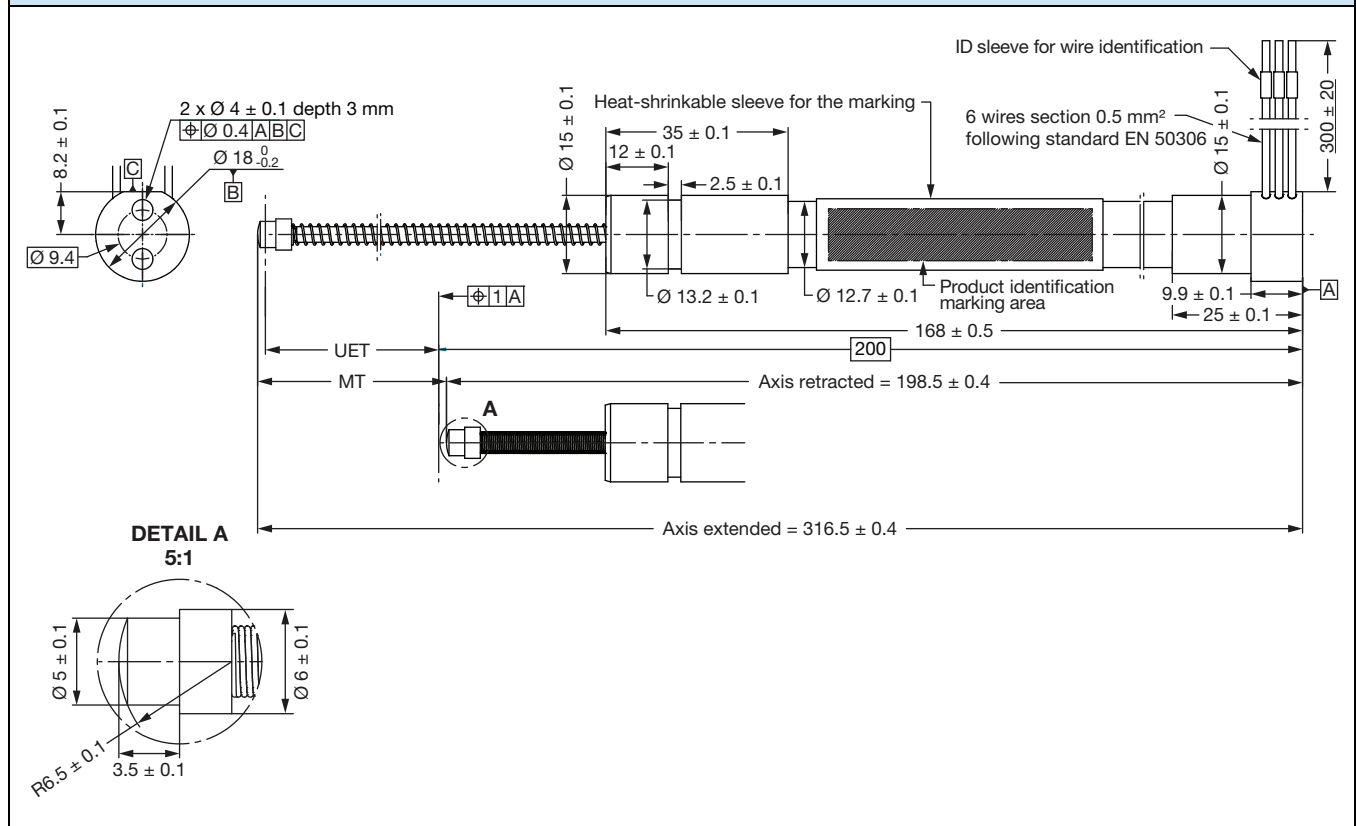 ID sleeve for wire identification
2 x Ø 4 ± 0.1 depth 3 mm
⌖ Ø 0.4 A B C
Ø 18 0 -0.2
B
C
8.2 ± 0.1
Ø 9.4
Ø 15 ± 0.1
Heat-shrinkable sleeve for the marking
35 ± 0.1
12 ± 0.1
2.5 ± 0.1
6 wires section 0.5 mm²
following standard EN 50306
Ø 15 ± 0.1
300 ± 20
Ø 13.2 ± 0.1
Ø 12.7 ± 0.1
Product identification
marking area
9.9 ± 0.1
A
25 ± 0.1
⌖ 1 A
168 ± 0.5
UET
200
MT
Axis retracted = 198.5 ± 0.4
A
Axis extended = 316.5 ± 0.4
DETAIL A
5:1
Ø 5 ± 0.1
Ø 6 ± 0.1
R6.5 ± 0.1
3.5 ± 0.1